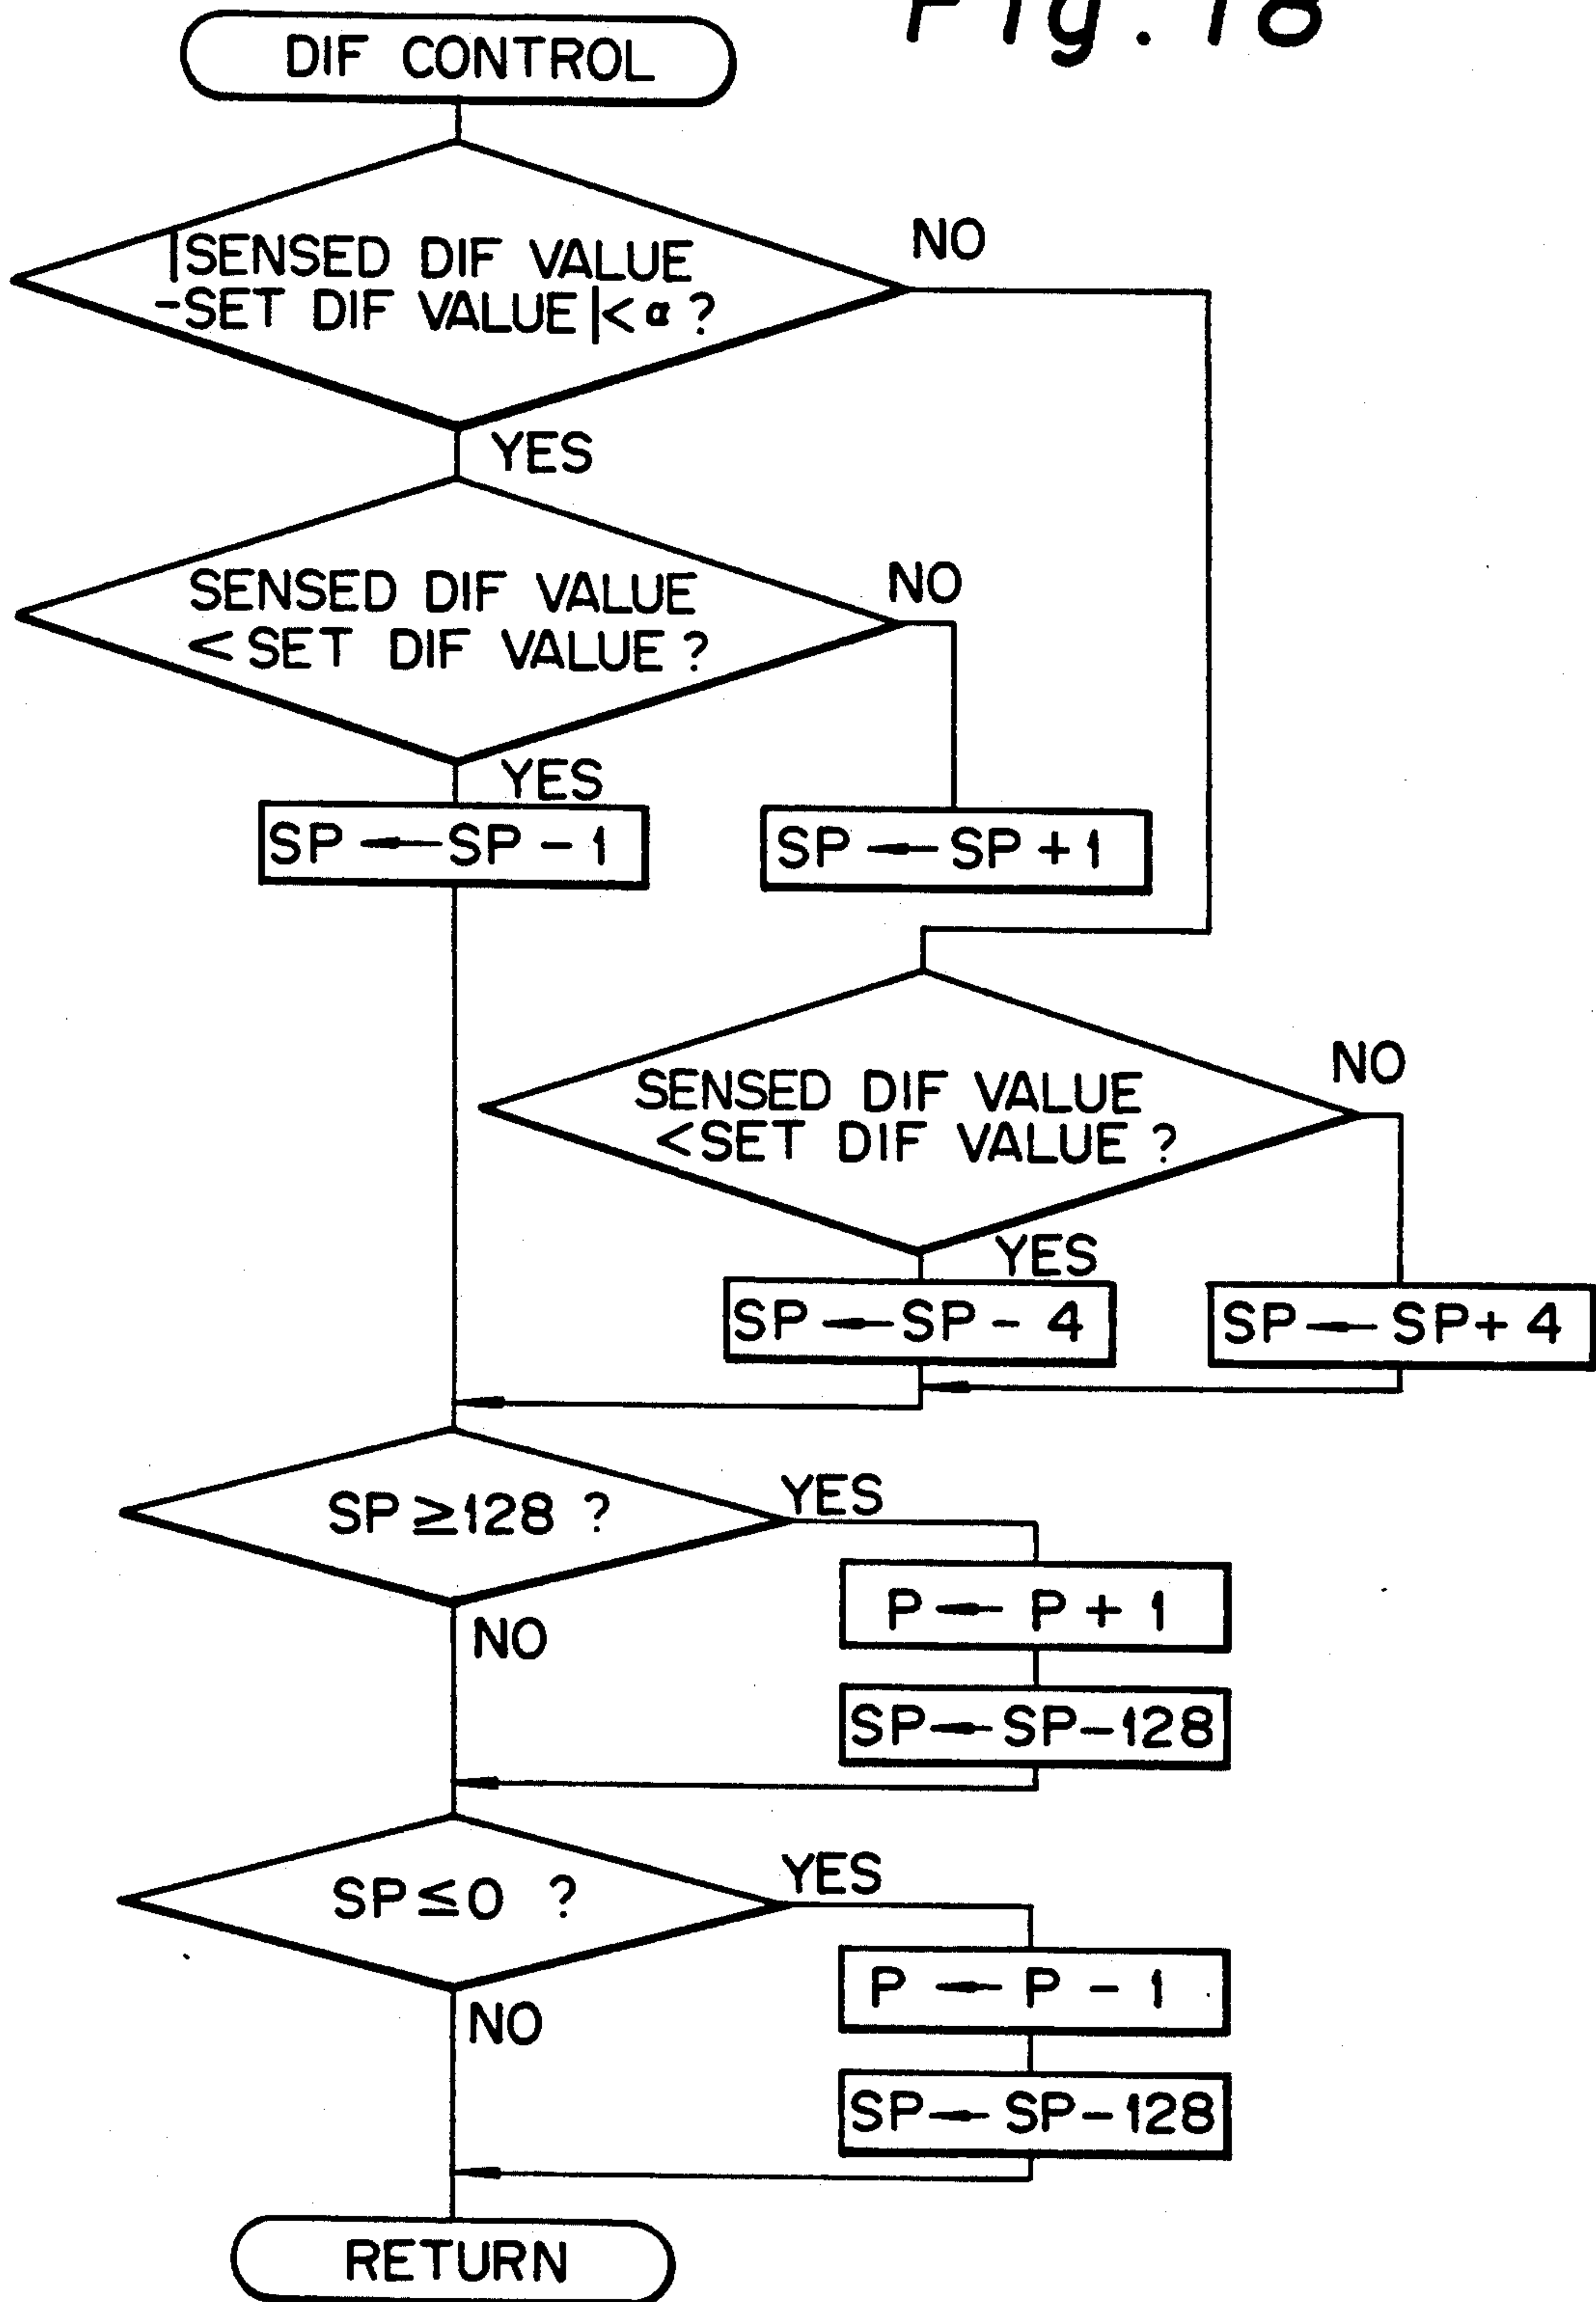 Fig. 18
DIF CONTROL
|SENSED DIF VALUE
-SET DIF VALUE|< α ?
NO
YES
SENSED DIF VALUE
< SET DIF VALUE ?
NO
YES
SP ← SP - 1
SP ← SP + 1
SENSED DIF VALUE
< SET DIF VALUE ?
NO
YES
SP ← SP - 4
SP ← SP + 4
SP ≥ 128 ?
YES
NO
P ← P + 1
SP ← SP - 128
SP ≤ 0 ?
YES
NO
P ← P - 1
SP ← SP - 128
RETURN